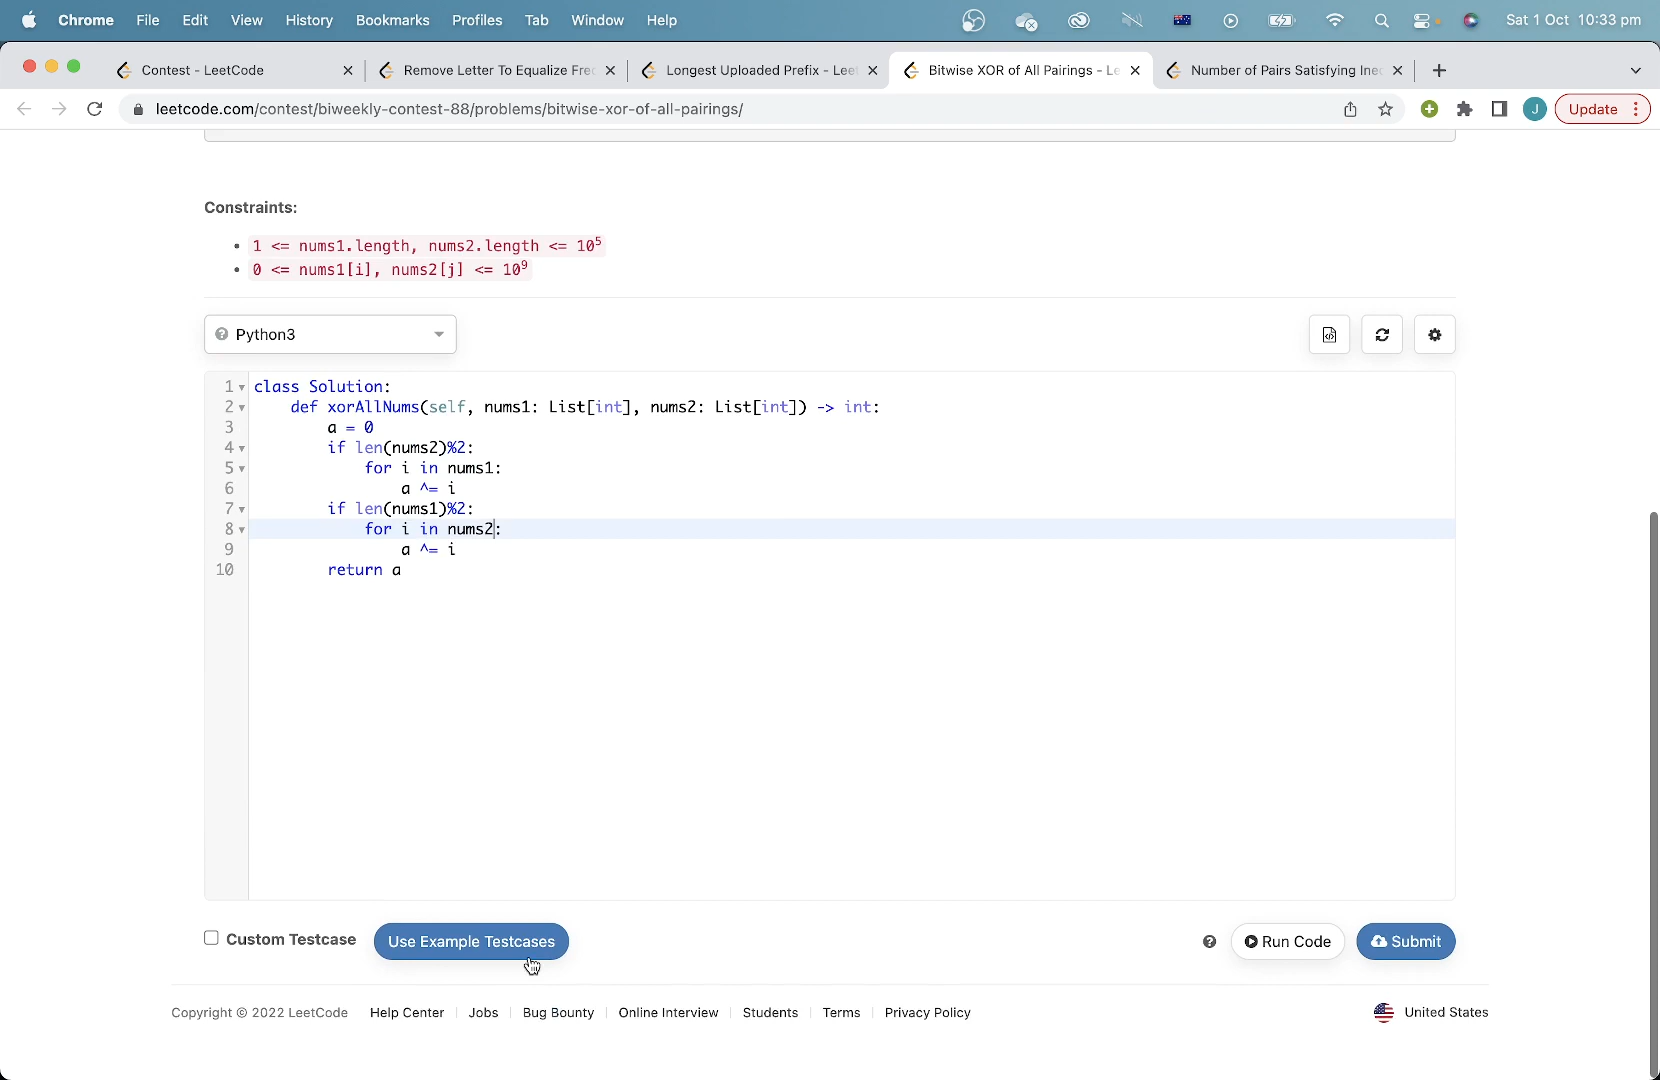 Chrome File Edit View History Bookmarks Profiles Tab Window Help Sat 1 Oct 10:33 pm
Contest - LeetCode Remove Letter To Equalize Fre Longest Uploaded Prefix - Lee Bitwise XOR of All Pairings - Le Number of Pairs Satisfying Ine
leetcode.com/contest/biweekly-contest-88/problems/bitwise-xor-of-all-pairings/ J Update
Constraints:
• 1 <= nums1.length, nums2.length <= 10⁵
• 0 <= nums1[i], nums2[j] <= 10⁹
Python3
1 class Solution:
2 def xorAllNums(self, nums1: List[int], nums2: List[int]) -> int:
3 a = 0
4 if len(nums2)%2:
5 for i in nums1:
6 a ^= i
7 if len(nums1)%2:
8 for i in nums2:
9 a ^= i
10 return a
Custom Testcase Use Example Testcases ? Run Code Submit
Copyright © 2022 LeetCode Help Center Jobs Bug Bounty Online Interview Students Terms Privacy Policy United States